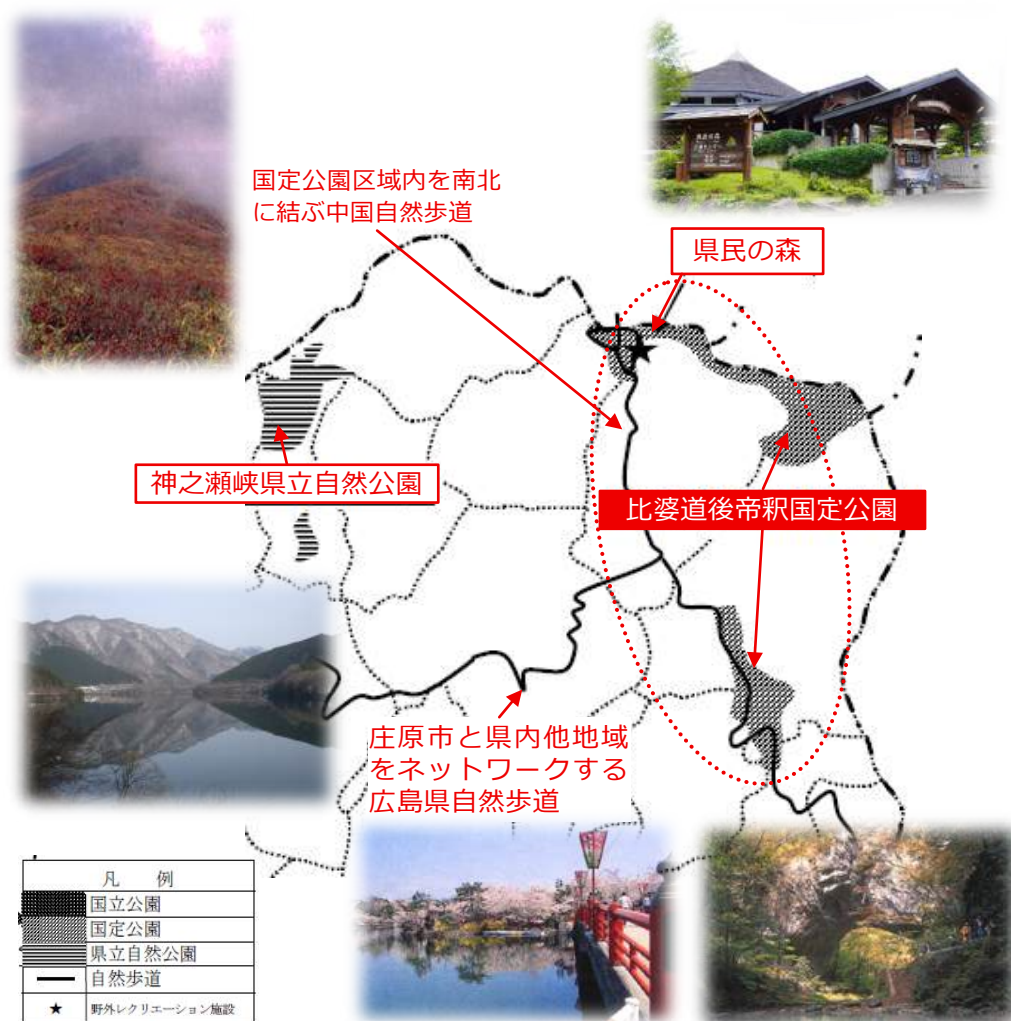 国定公園区域内を南北
に結ぶ中国自然歩道
県民の森
神之瀬峡県立自然公園
比婆道後帝釈国定公園
庄原市と県内他地域
をネットワークする
広島県自然歩道
凡 例
国立公園
国定公園
県立自然公園
自然歩道
野外レクリエーション施設